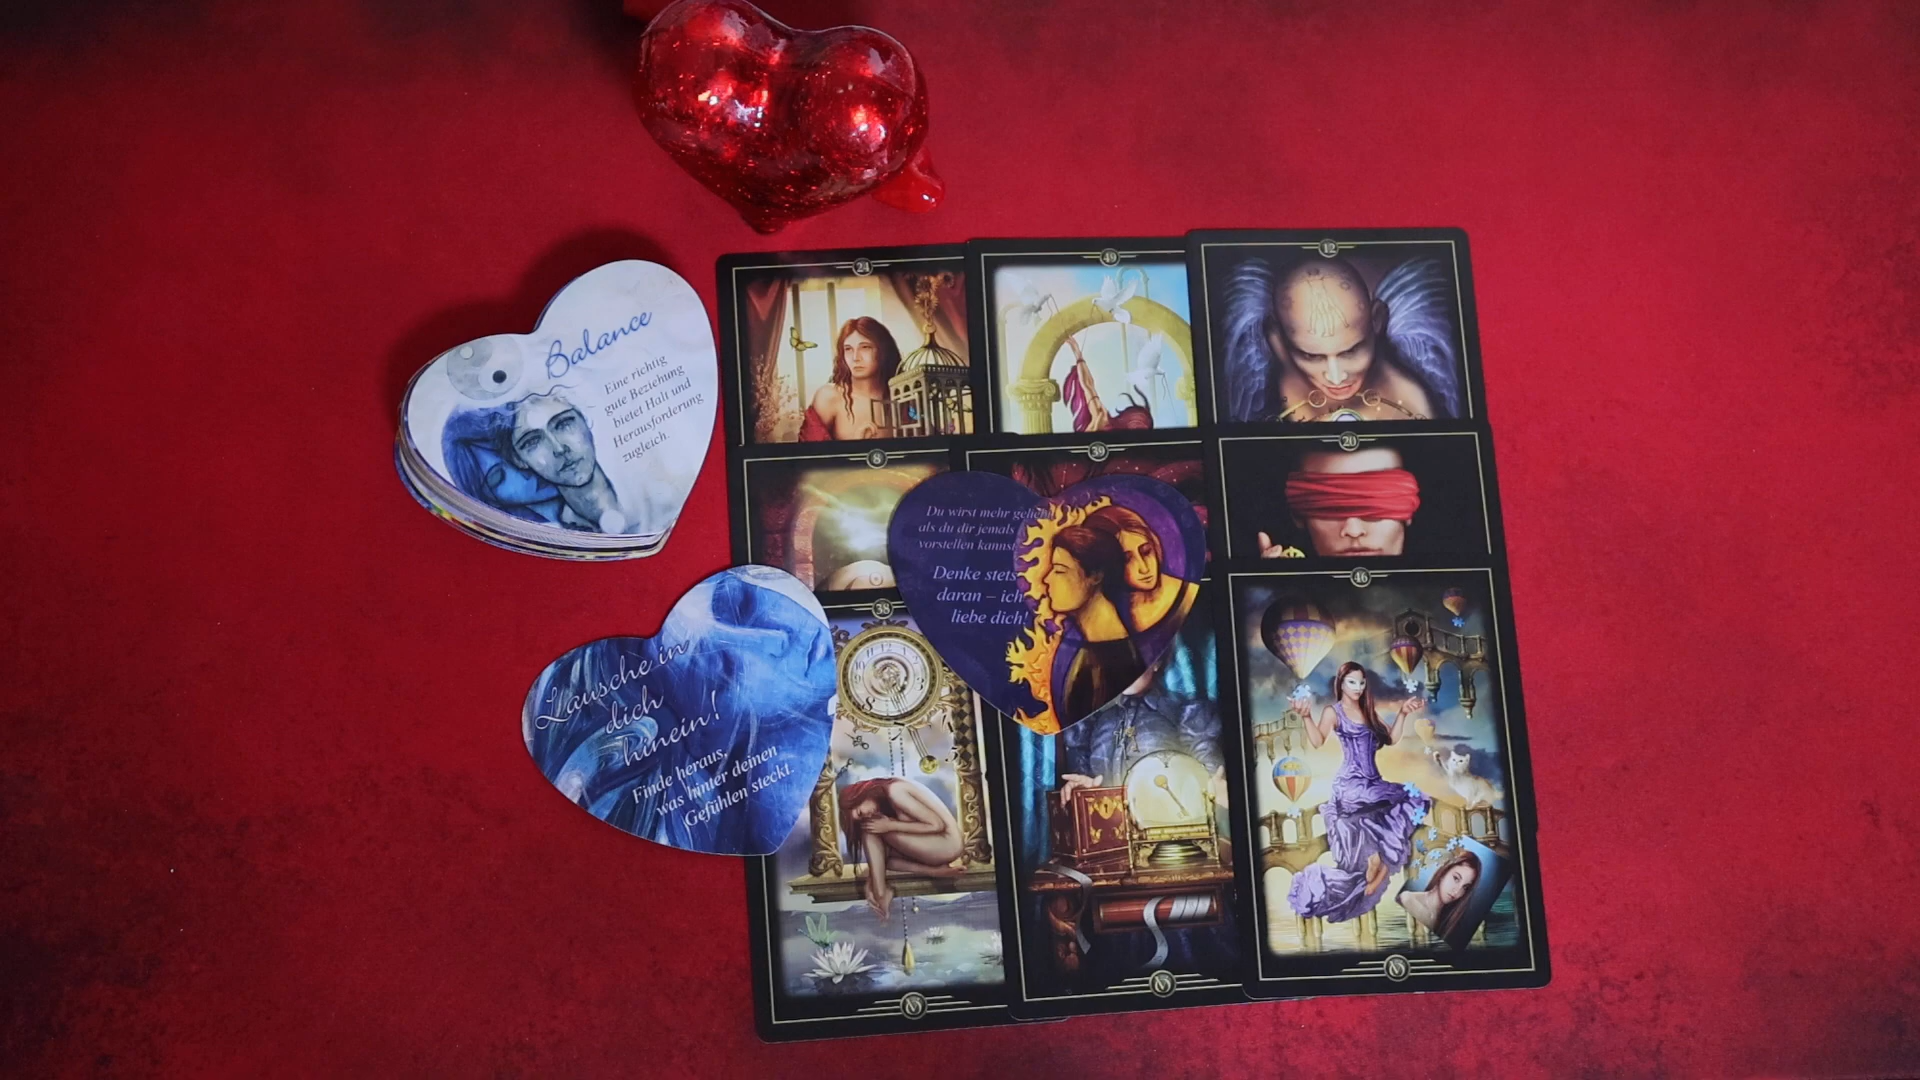 24
49
12
Balance
Eine richtig
gute Beziehung
bietet Halt und
Herausforderung
zugleich.
8
39
20
Du wirst mehr geliebt
als du dir jemals
vorstellen kannst
Denke stets
daran – ich
liebe dich!
38
46
Lausche in
dich
hinein!
Finde heraus,
was hinter deinen
Gefühlen steckt.